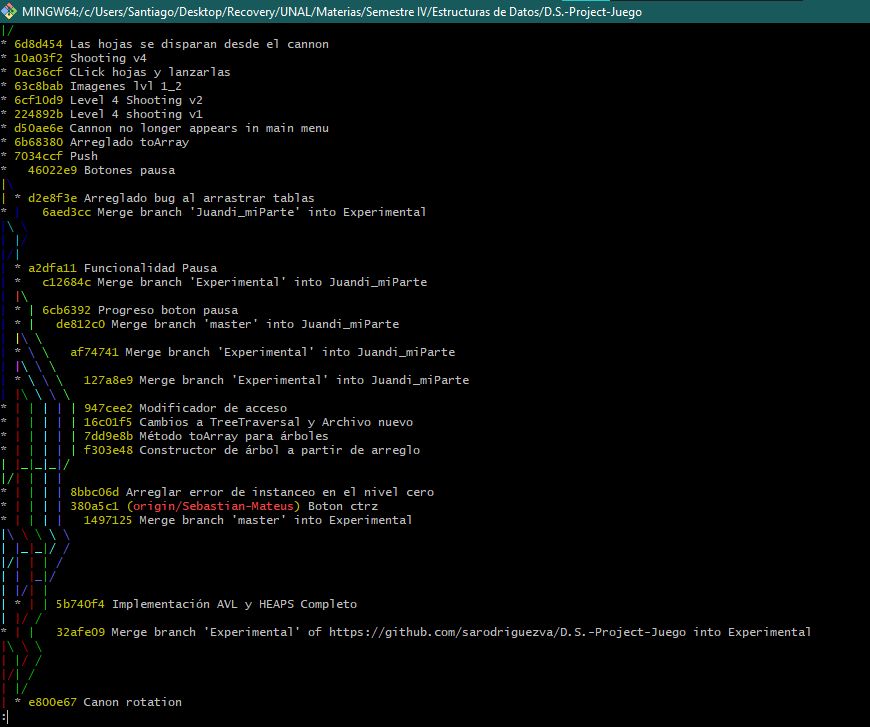 MINGW64:/c/Users/Santiago/Desktop/Recovery/UNAL/Materias/Semestre IV/Estructuras de Datos/D.S.-Project-Juego
|/
* 6d8d454 Las hojas se disparan desde el cannon
* 10a03f2 Shooting v4
* 0ac36cf CLick hojas y lanzarlas
* 63c8bab Imagenes lvl 1_2
* 6cf10d9 Level 4 Shooting v2
* 224892b Level 4 shooting v1
* d50ae6e Cannon no longer appears in main menu
* 6b68380 Arreglado toArray
* 7034ccf Push
*   46022e9 Botones pausa
|\
| * d2e8f3e Arreglado bug al arrastrar tablas
* |   6aed3cc Merge branch 'Juandi_miParte' into Experimental
|\ \
| |/
|/|
| * a2dfa11 Funcionalidad Pausa
| *   c12684c Merge branch 'Experimental' into Juandi_miParte
| |\
| * | 6cb6392 Progreso boton pausa
| * |   de812c0 Merge branch 'master' into Juandi_miParte
| |\ \
| * \ \   af74741 Merge branch 'Experimental' into Juandi_miParte
| |\ \ \
| * \ \ \   127a8e9 Merge branch 'Experimental' into Juandi_miParte
| |\ \ \ \
* | | | | | 947cee2 Modificador de acceso
* | | | | | 16c01f5 Cambios a TreeTraversal y Archivo nuevo
* | | | | | 7dd9e8b Método toArray para árboles
* | | | | | f303e48 Constructor de árbol a partir de arreglo
| |_|_|_|/
|/| | | |
* | | | | 8bbc06d Arreglar error de instanceo en el nivel cero
* | | | | 380a5c1 (origin/Sebastian-Mateus) Boton ctrz
* | | | |   1497125 Merge branch 'master' into Experimental
|\ \ \ \ \
| |_|_|/ /
|/| | | /
| | |_|/
| |/| |
| * | | 5b740f4 Implementación AVL y HEAPS Completo
| |/ /
* | |   32afe09 Merge branch 'Experimental' of https://github.com/sarodriguezva/D.S.-Project-Juego into Experimental
|\ \ \
| |/ /
|/| /
| |/
| * e800e67 Canon rotation
: